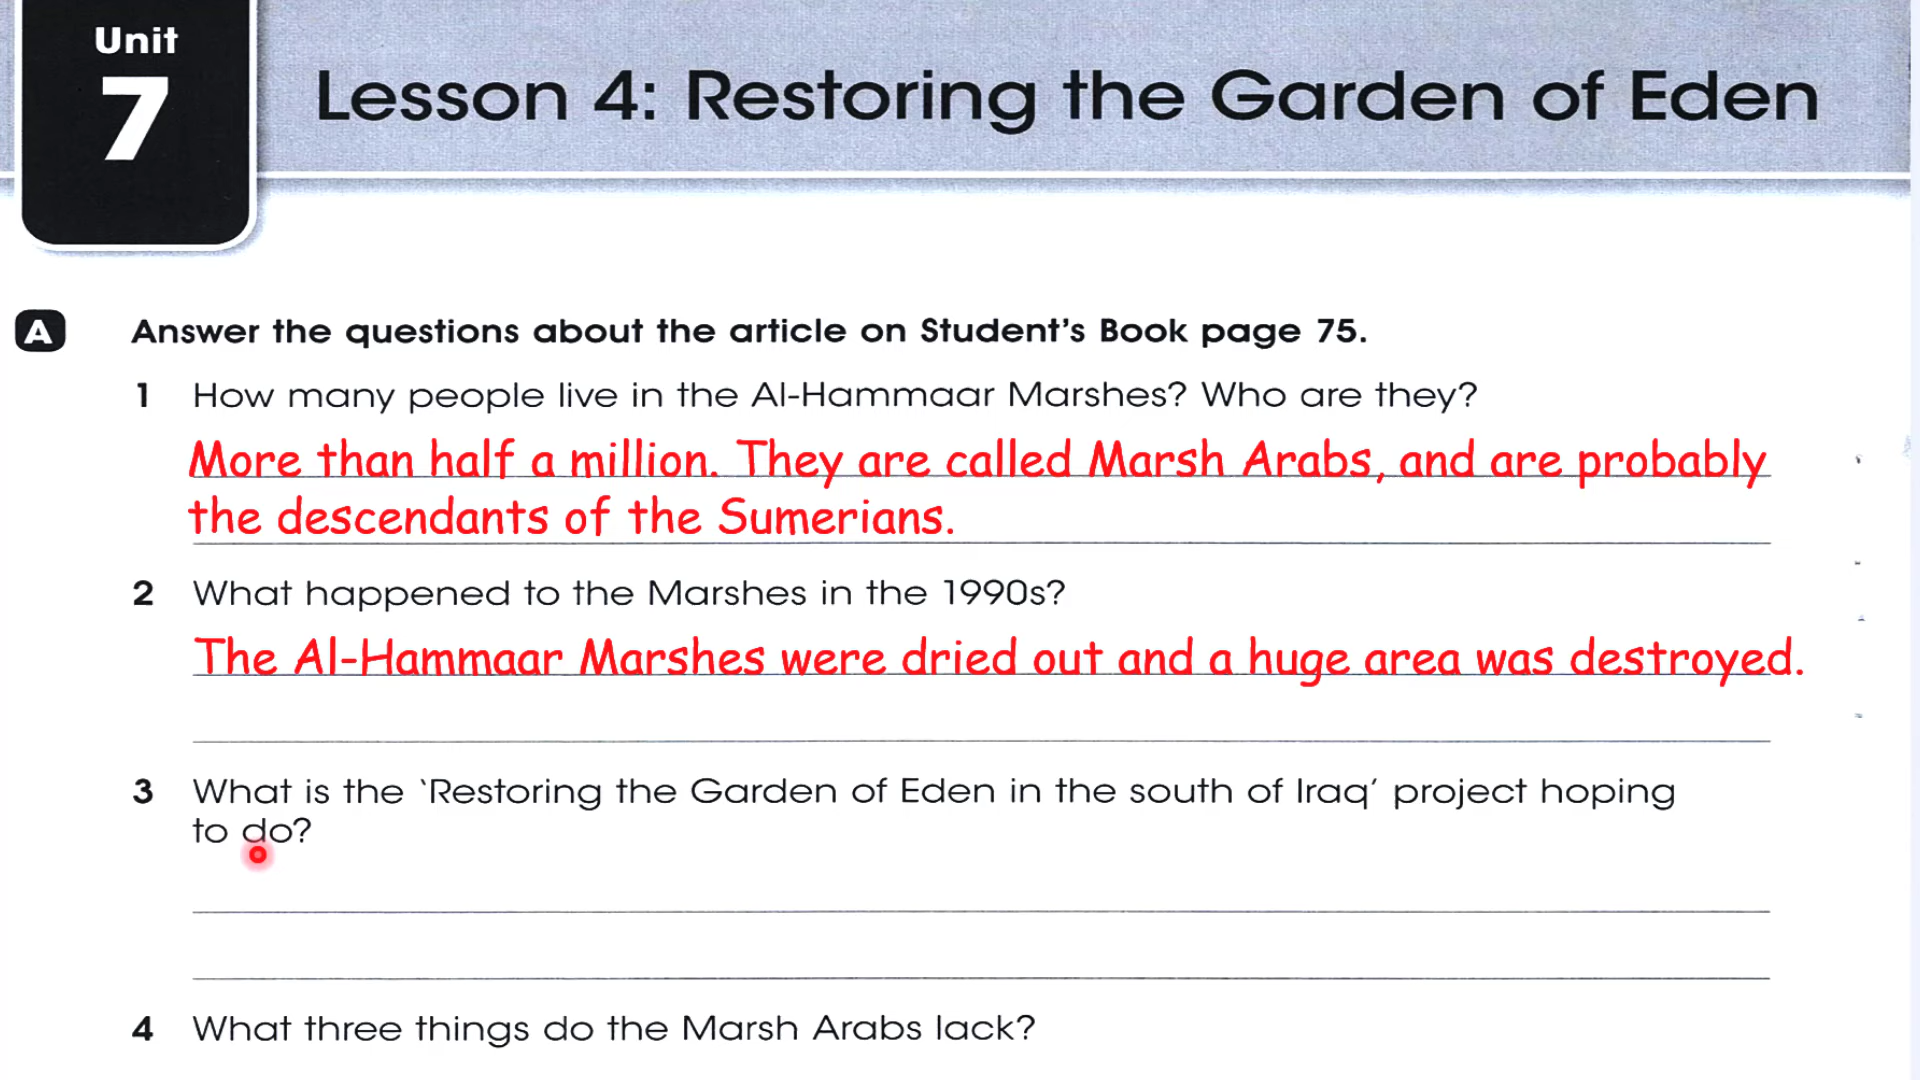 Unit
7
Lesson 4: Restoring the Garden of Eden
A Answer the questions about the article on Student's Book page 75.
1 How many people live in the Al-Hammaar Marshes? Who are they?
More than half a million. They are called Marsh Arabs, and are probably
the descendants of the Sumerians.
2 What happened to the Marshes in the 1990s?
The Al-Hammaar Marshes were dried out and a huge area was destroyed.
3 What is the ‘Restoring the Garden of Eden in the south of Iraq’ project hoping
to do?
4 What three things do the Marsh Arabs lack?